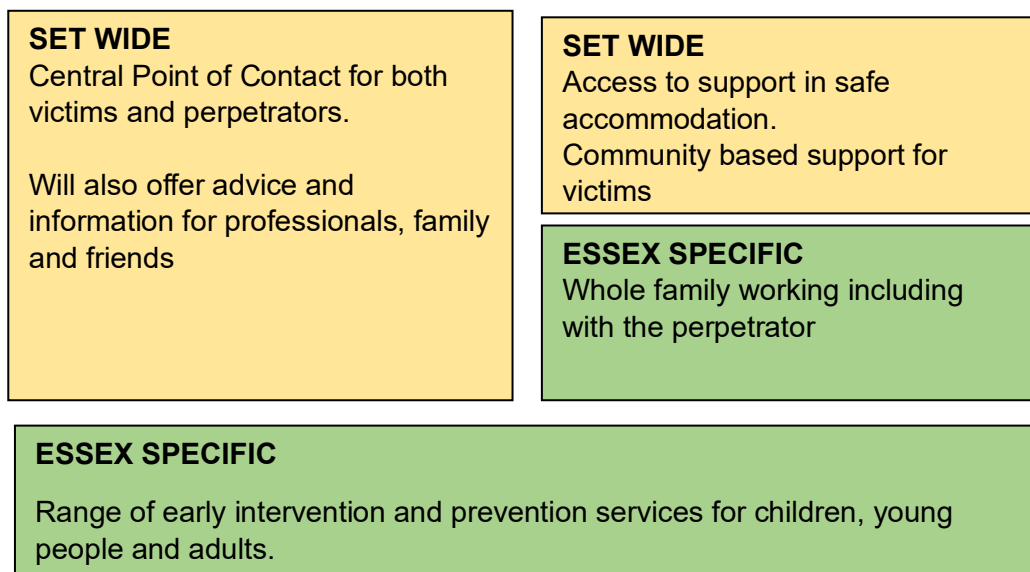 SET WIDE
Central Point of Contact for both
victims and perpetrators.
Will also offer advice and
information for professionals, family
and friends
SET WIDE
Access to support in safe
accommodation.
Community based support for
victims
ESSEX SPECIFIC
Whole family working including
with the perpetrator
ESSEX SPECIFIC
Range of early intervention and prevention services for children, young
people and adults.